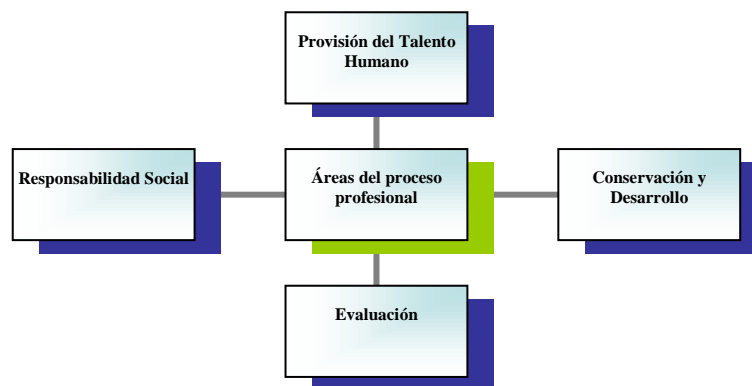 Provisión del Talento
Humano
Responsabilidad Social
Áreas del proceso
profesional
Conservación y
Desarrollo
Evaluación